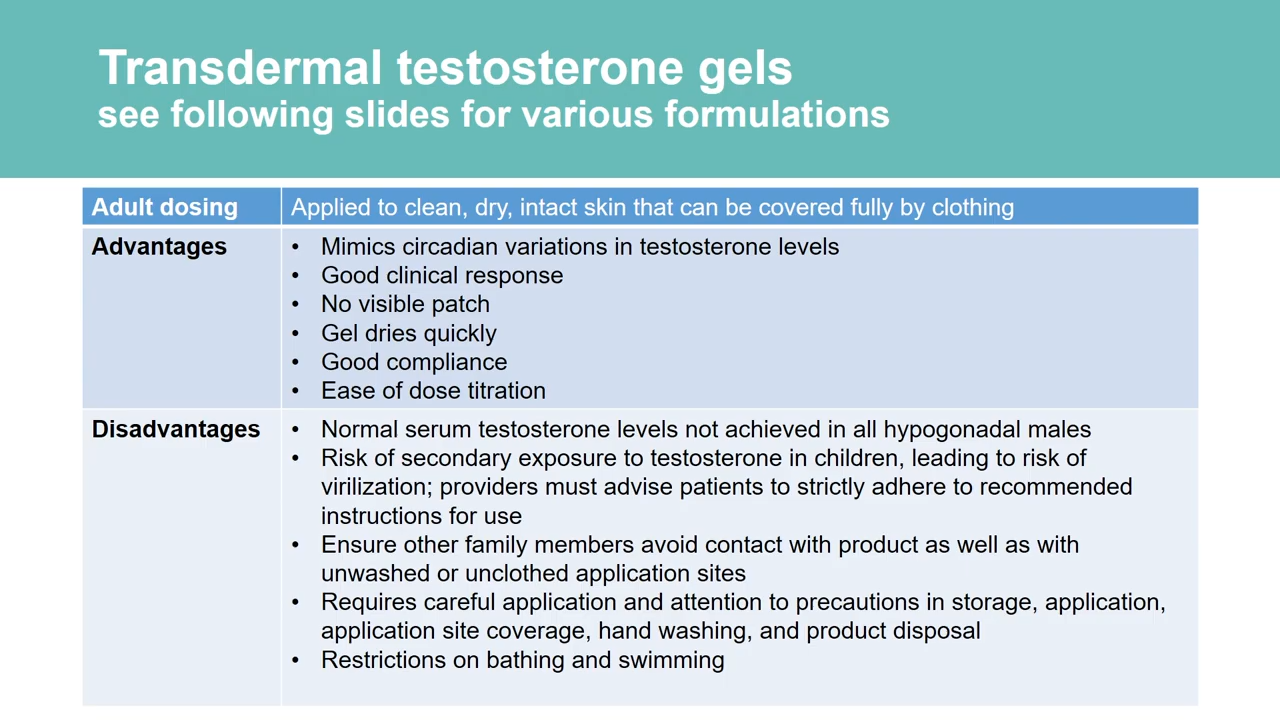 Transdermal testosterone gels
see following slides for various formulations
Adult dosing
Applied to clean, dry, intact skin that can be covered fully by clothing
Advantages
• Mimics circadian variations in testosterone levels
• Good clinical response
• No visible patch
• Gel dries quickly
• Good compliance
• Ease of dose titration
Disadvantages
• Normal serum testosterone levels not achieved in all hypogonadal males
• Risk of secondary exposure to testosterone in children, leading to risk of
virilization; providers must advise patients to strictly adhere to recommended
instructions for use
• Ensure other family members avoid contact with product as well as with
unwashed or unclothed application sites
• Requires careful application and attention to precautions in storage, application,
application site coverage, hand washing, and product disposal
• Restrictions on bathing and swimming